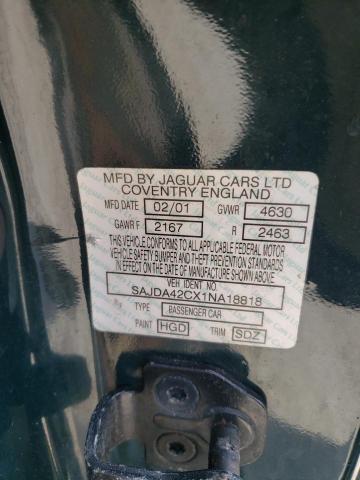 MFD BY JAGUAR CARS LTD
COVENTRY ENGLAND
MFD DATE 02/01 GVWR 4630
GAWR F 2167 R 2463
THIS VEHICLE CONFORMS TO ALL APPLICABLE FEDERAL MOTOR
VEHICLE SAFETY, BUMPER AND THEFT PREVENTION STANDARDS
IN EFFECT ON THE DATE OF MANUFACTURE SHOWN ABOVE
VEH IDENT NO.
SAJDA42CX1NA18818
TYPE PASSENGER CAR
PAINT HGD TRIM SDZ